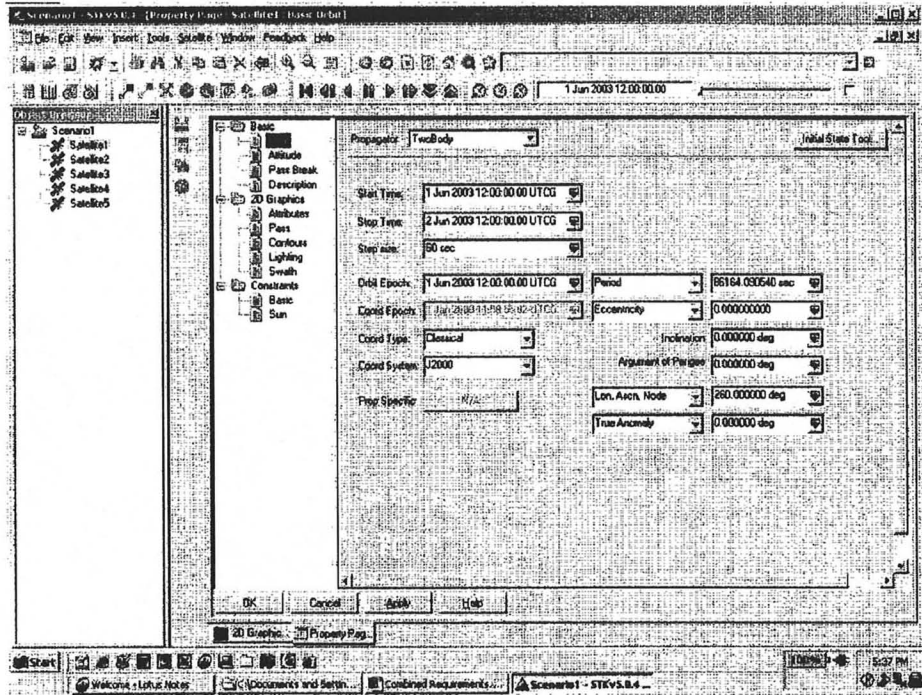 Scenario1 - STKv5.0.4 - [Property Page : Satellite1 : Basic Orbit]
File Edit View Insert Tools Satellite Window Feedback Help
1 Jun 2003 12:00:00.00
Scenario1
Satellite1
Satellite2
Satellite3
Satellite4
Satellite5
Basic
Attitude
Pass Break
Description
2D Graphics
Attributes
Pass
Contours
Lighting
Swath
Constraints
Basic
Sun
Propagator: TwoBody
Initial State Tool...
Start Time: 1 Jun 2003 12:00:00.00 UTCG
Stop Time: 2 Jun 2003 12:00:00.00 UTCG
Step size: 60 sec
Orbit Epoch: 1 Jun 2003 12:00:00.00 UTCG Period 86164.090540 sec
Coord Epoch: Eccentricity 0.000000000
Coord Type: Classical Inclination 0.000000 deg
Coord System: J2000 Argument of Perigee 0.000000 deg
Prop Specific: N/A Lon. Ascn. Node 260.000000 deg
True Anomaly 0.000000 deg
OK Cancel Apply Help
2D Graphic... Property Pag...
Start 100% 5:37 PM
Welcome - Lotus Notes C:\Documents and Settin... Combined Requirements... Scenario1 - STKv5.0.4 ...